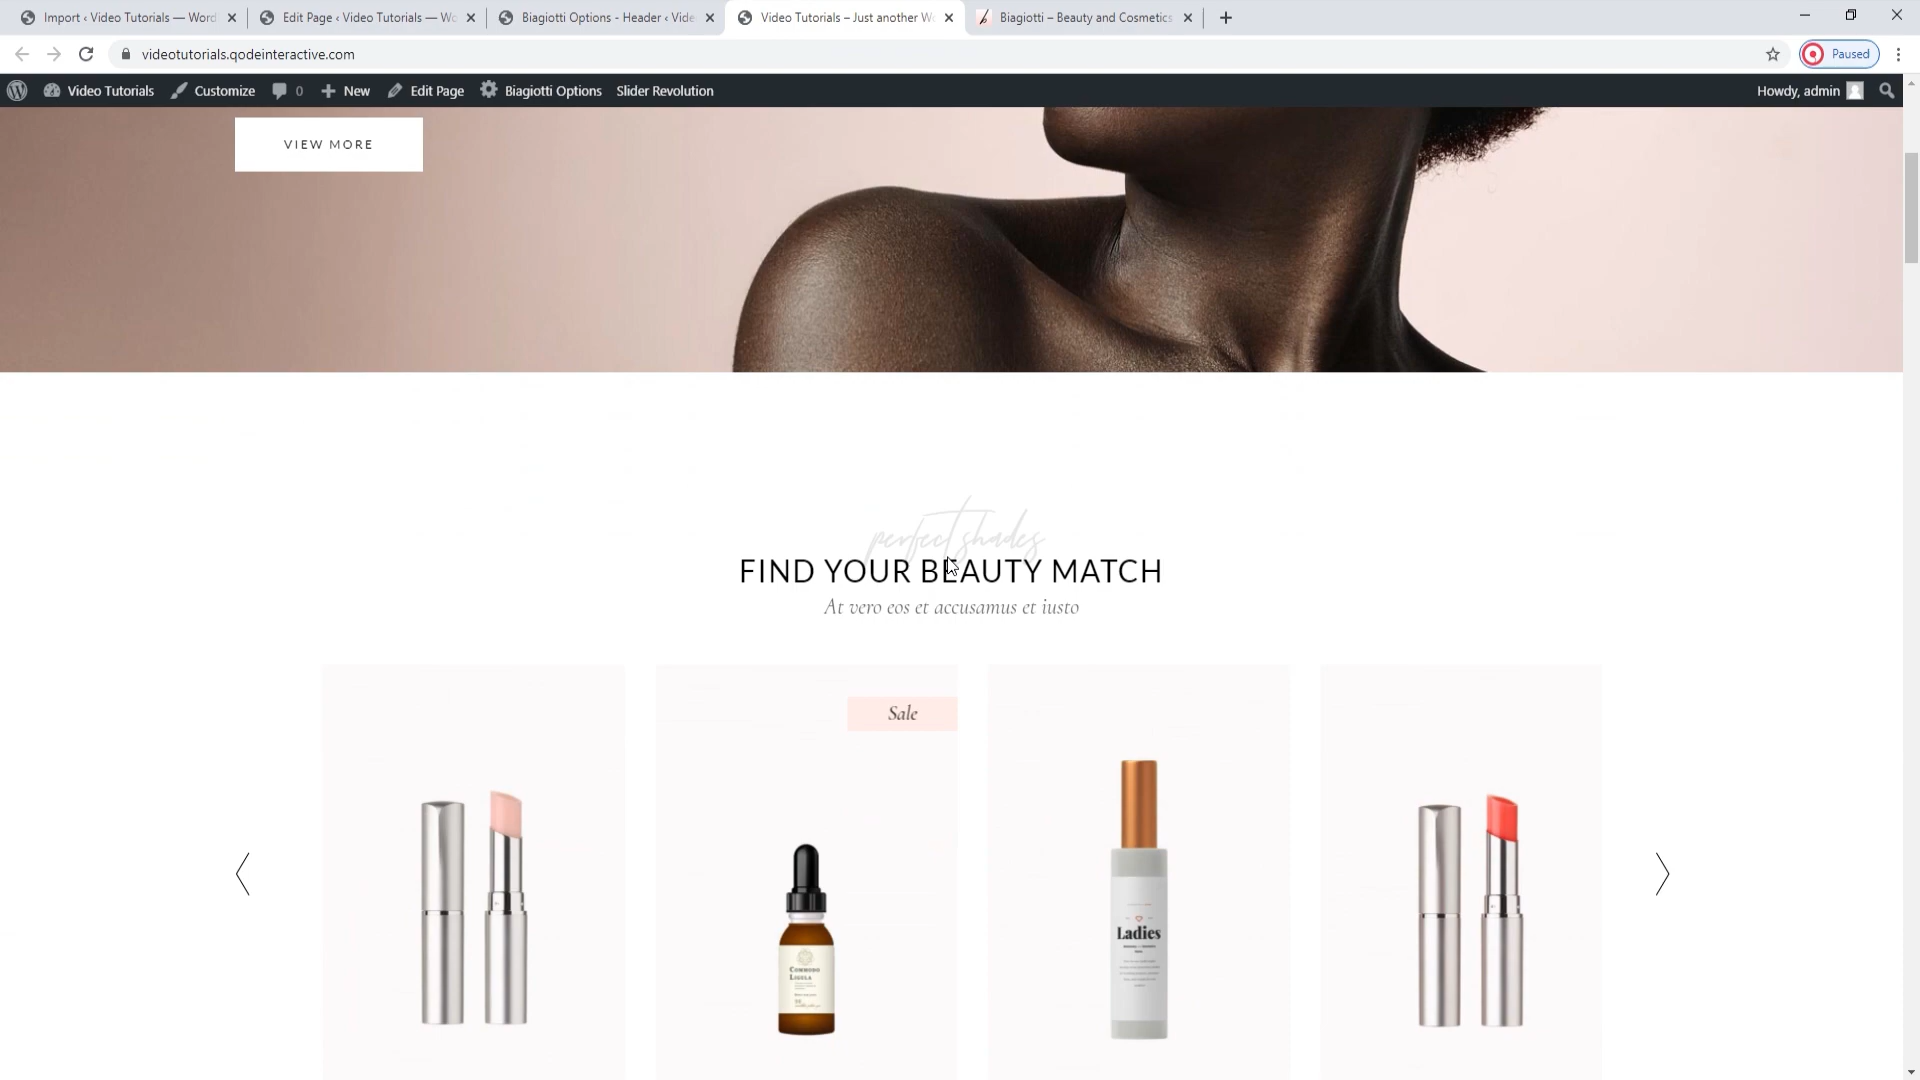 Import ‹ Video Tutorials — Word
Edit Page ‹ Video Tutorials — Wo
Biagiotti Options - Header ‹ Vide
Video Tutorials – Just another W
Biagiotti – Beauty and Cosmetics
videotutorials.qodeinteractive.com
Paused
Video Tutorials
Customize
0
New
Edit Page
Biagiotti Options
Slider Revolution
Howdy, admin
VIEW MORE
perfect shades
FIND YOUR BEAUTY MATCH
At vero eos et accusamus et iusto
Sale
Commodo
Ligula
Ladies